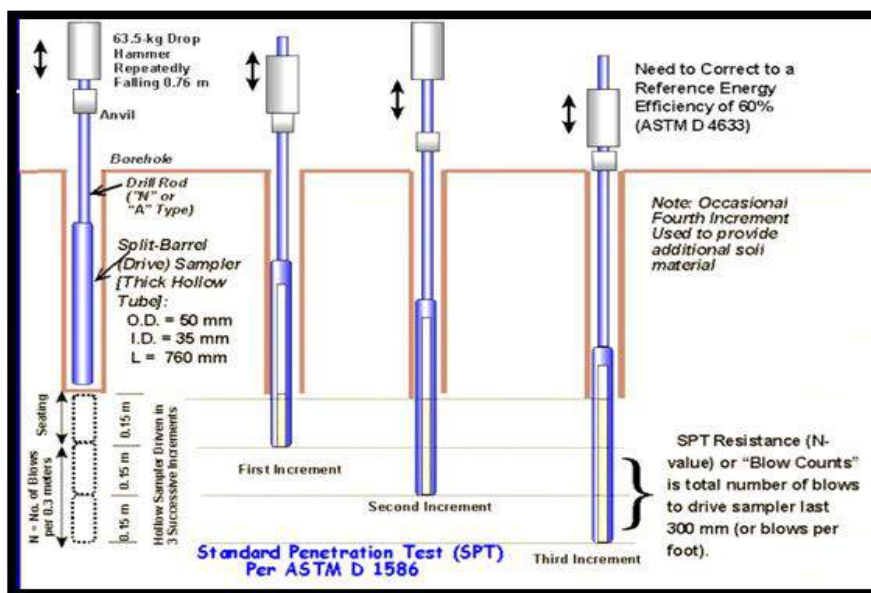 63.5-kg Drop
Hammer
Repeatedly
Falling 0.76 m
Anvil
Borehole
Drill Rod
("N" or
"A" Type)
Split-Barrel
(Drive) Sampler
[Thick Hollow
Tube]:
O.D. = 50 mm
I.D. = 35 mm
L = 760 mm
Need to Correct to a
Reference Energy
Efficiency of 60%
(ASTM D 4633)
Note: Occasional
Fourth Increment
Used to provide
additional soil
material
Seating
N = No. of Blows
per 0.3 meters
0.15 m
0.15 m
0.15 m
Hollow Sampler Driven in
3 Successive Increments
First Increment
Second Increment
Third Increment
SPT Resistance (N-
value) or "Blow Counts"
is total number of blows
to drive sampler last
300 mm (or blows per
foot).
Standard Penetration Test (SPT)
Per ASTM D 1586